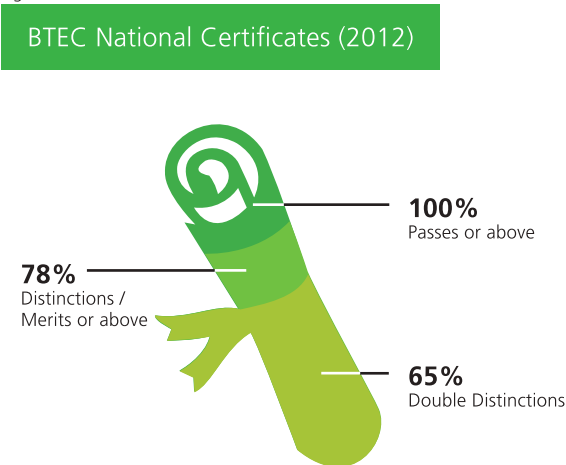 BTEC National Certificates (2012)
100%
Passes or above
78%
Distinctions /
Merits or above
65%
Double Distinctions